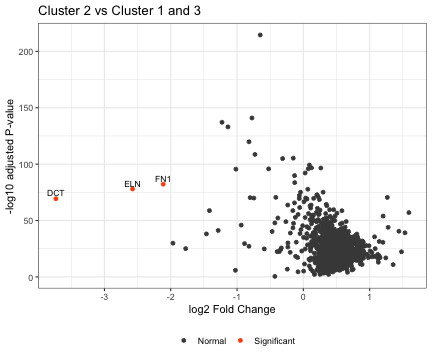 Cluster 2 vs Cluster 1 and 3
-log10 adjusted P-value
200
150
100
50
0
DCT
ELN
FN1
-3
-2
-1
0
1
log2 Fold Change
Normal
Significant